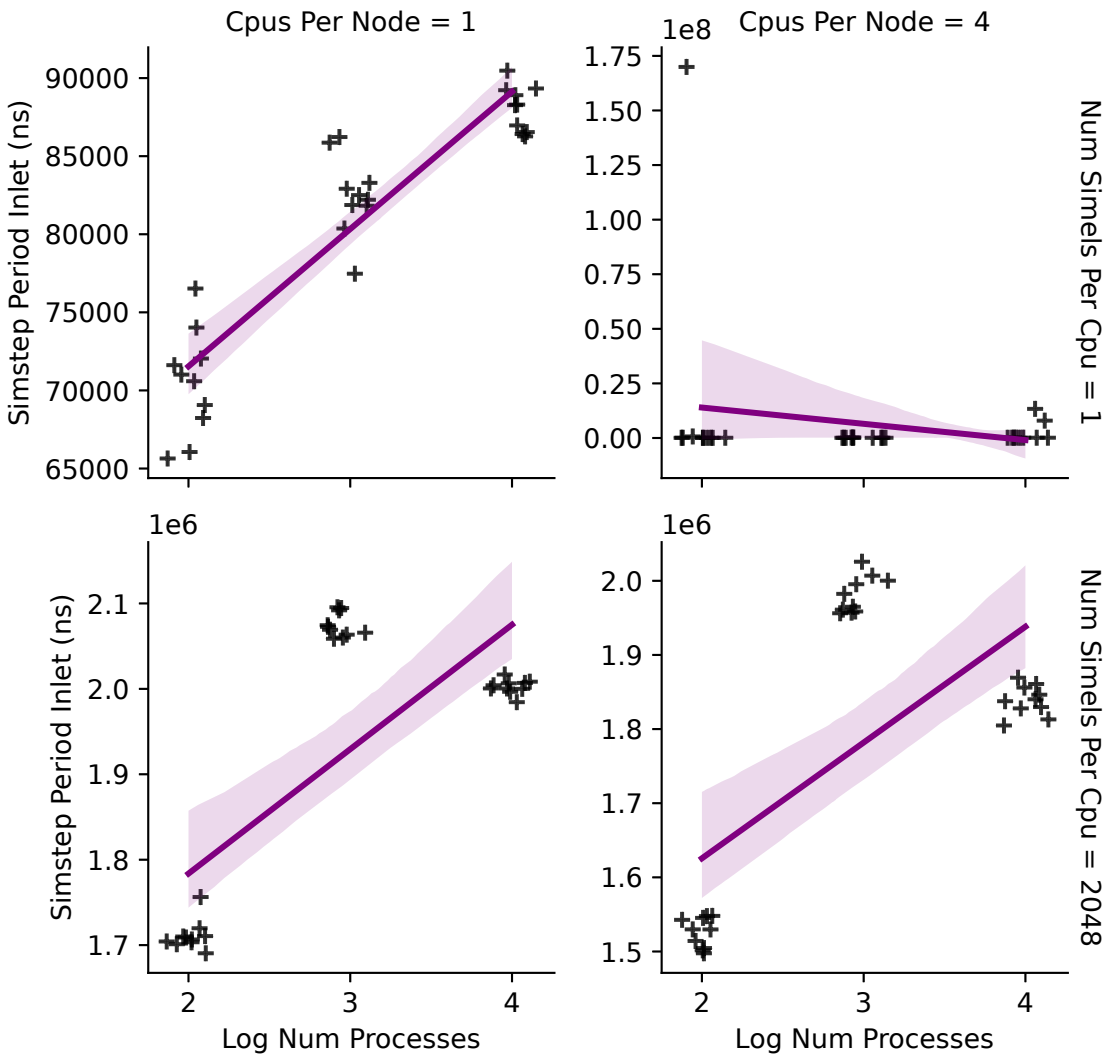 Cpus Per Node = 1
Cpus Per Node = 4
Simstep Period Inlet (ns)
90000
85000
80000
75000
70000
65000
1e8
1.75
1.50
1.25
1.00
0.75
0.50
0.25
0.00
Num Simels Per Cpu = 1
Simstep Period Inlet (ns)
1e6
2.1
2.0
1.9
1.8
1.7
2
3
4
Log Num Processes
1e6
2.0
1.9
1.8
1.7
1.6
1.5
2
3
4
Log Num Processes
Num Simels Per Cpu = 2048